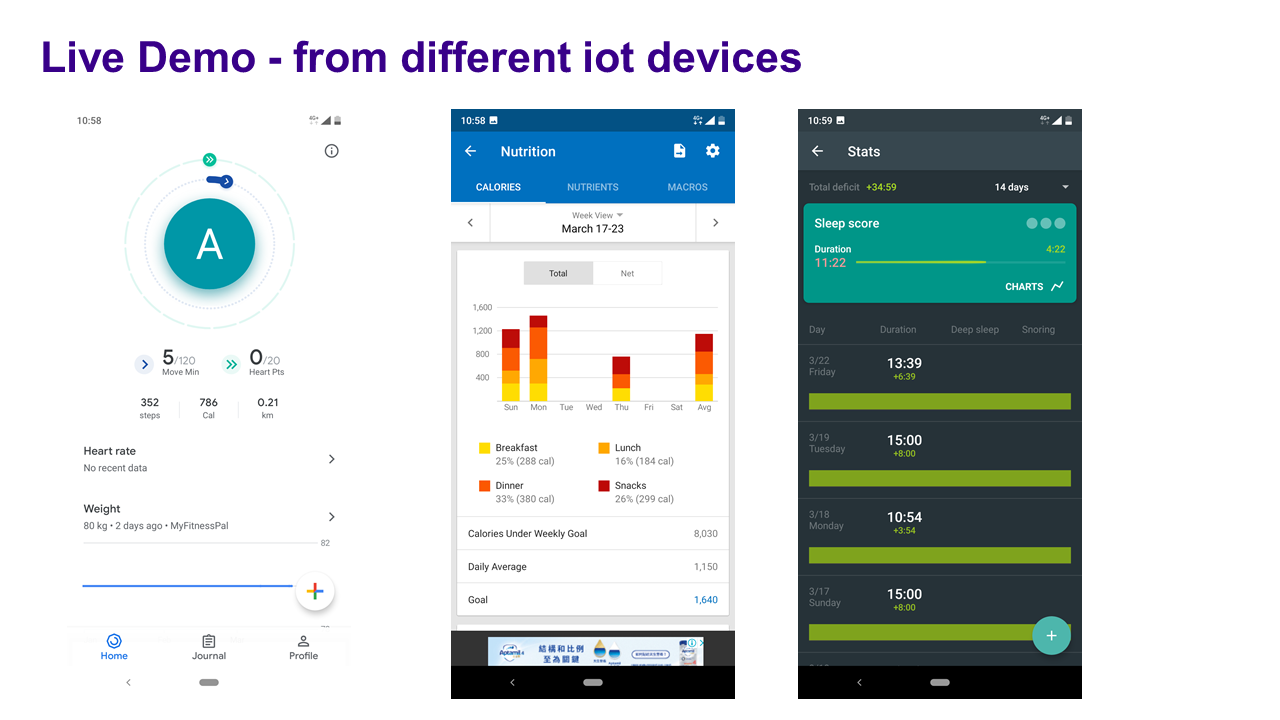 Live Demo - from different iot devices
10:58
4G+
A
5/120
Move Min
0/20
Heart Pts
352
steps
786
Cal
0.21
km
Heart rate
No recent data
Weight
80 kg • 2 days ago • MyFitnessPal
82
Home
Journal
Profile
10:58
4G+
Nutrition
CALORIES
NUTRIENTS
MACROS
Week View
March 17-23
Total
Net
1,600
1,200
800
400
Sun
Mon
Tue
Wed
Thu
Fri
Sat
Avg
Breakfast
25% (288 cal)
Lunch
16% (184 cal)
Dinner
33% (380 cal)
Snacks
26% (299 cal)
Calories Under Weekly Goal
8,030
Daily Average
1,150
Goal
1,640
Aptamil
結構和比例
至為關鍵
10:59
4G+
Stats
Total deficit +34:59
14 days
Sleep score
Duration
4:22
11:22
CHARTS
Day
Duration
Deep sleep
Snoring
3/22
Friday
13:39
+6:39
3/19
Tuesday
15:00
+8:00
3/18
Monday
10:54
+3:54
3/17
Sunday
15:00
+8:00